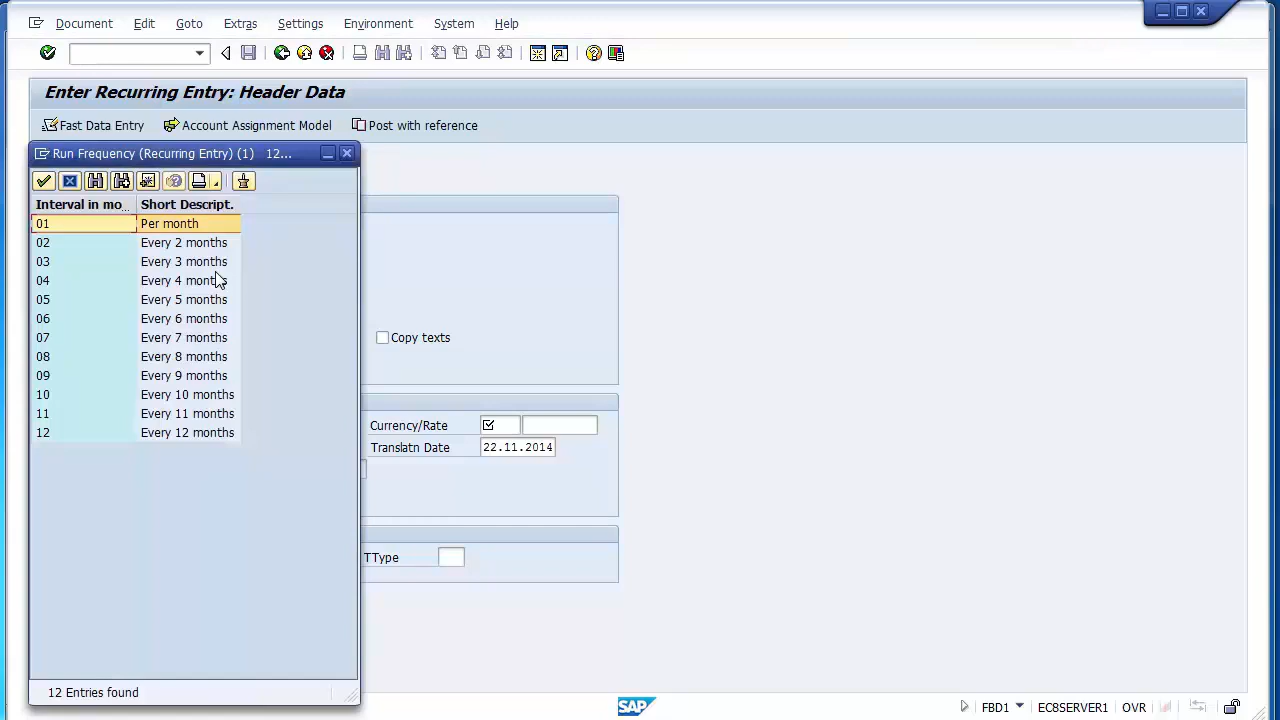 Document Edit Goto Extras Settings Environment System Help
Enter Recurring Entry: Header Data
Fast Data Entry Account Assignment Model Post with reference
Run Frequency (Recurring Entry) (1) 12...
Interval in mo... Short Descript.
01 Per month
02 Every 2 months
03 Every 3 months
04 Every 4 months
05 Every 5 months
06 Every 6 months
07 Every 7 months
08 Every 8 months
09 Every 9 months
10 Every 10 months
11 Every 11 months
12 Every 12 months
12 Entries found
Copy texts
Currency/Rate
Translatn Date 22.11.2014
TType
SAP
FBD1 EC8SERVER1 OVR